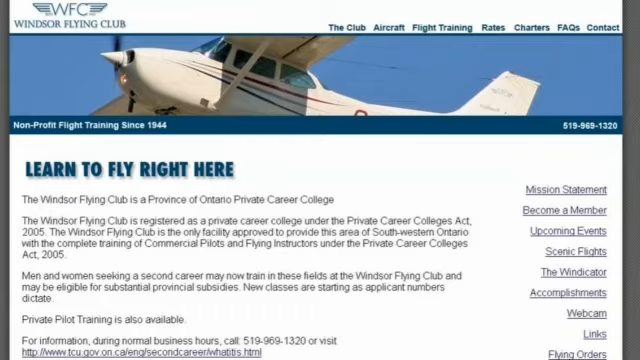 WFC
WINDSOR FLYING CLUB
The Club Aircraft Flight Training Rates Charters FAQs Contact
Non-Profit Flight Training Since 1944
519-969-1320
LEARN TO FLY RIGHT HERE
The Windsor Flying Club is a Province of Ontario Private Career College
The Windsor Flying Club is registered as a private career college under the Private Career Colleges Act,
2005. The Windsor Flying Club is the only facility approved to provide this area of South-western Ontario
with the complete training of Commercial Pilots and Flying Instructors under the Private Career Colleges
Act, 2005.
Men and women seeking a second career may now train in these fields at the Windsor Flying Club and
may be eligible for substantial provincial subsidies. New classes are starting as applicant numbers
dictate.
Private Pilot Training is also available.
For information, during normal business hours, call: 519-969-1320 or visit
http://www.tcu.gov.on.ca/eng/secondcareer/whatitis.html
Mission Statement
Become a Member
Upcoming Events
Scenic Flights
The Windicator
Accomplishments
Webcam
Links
Flying Orders